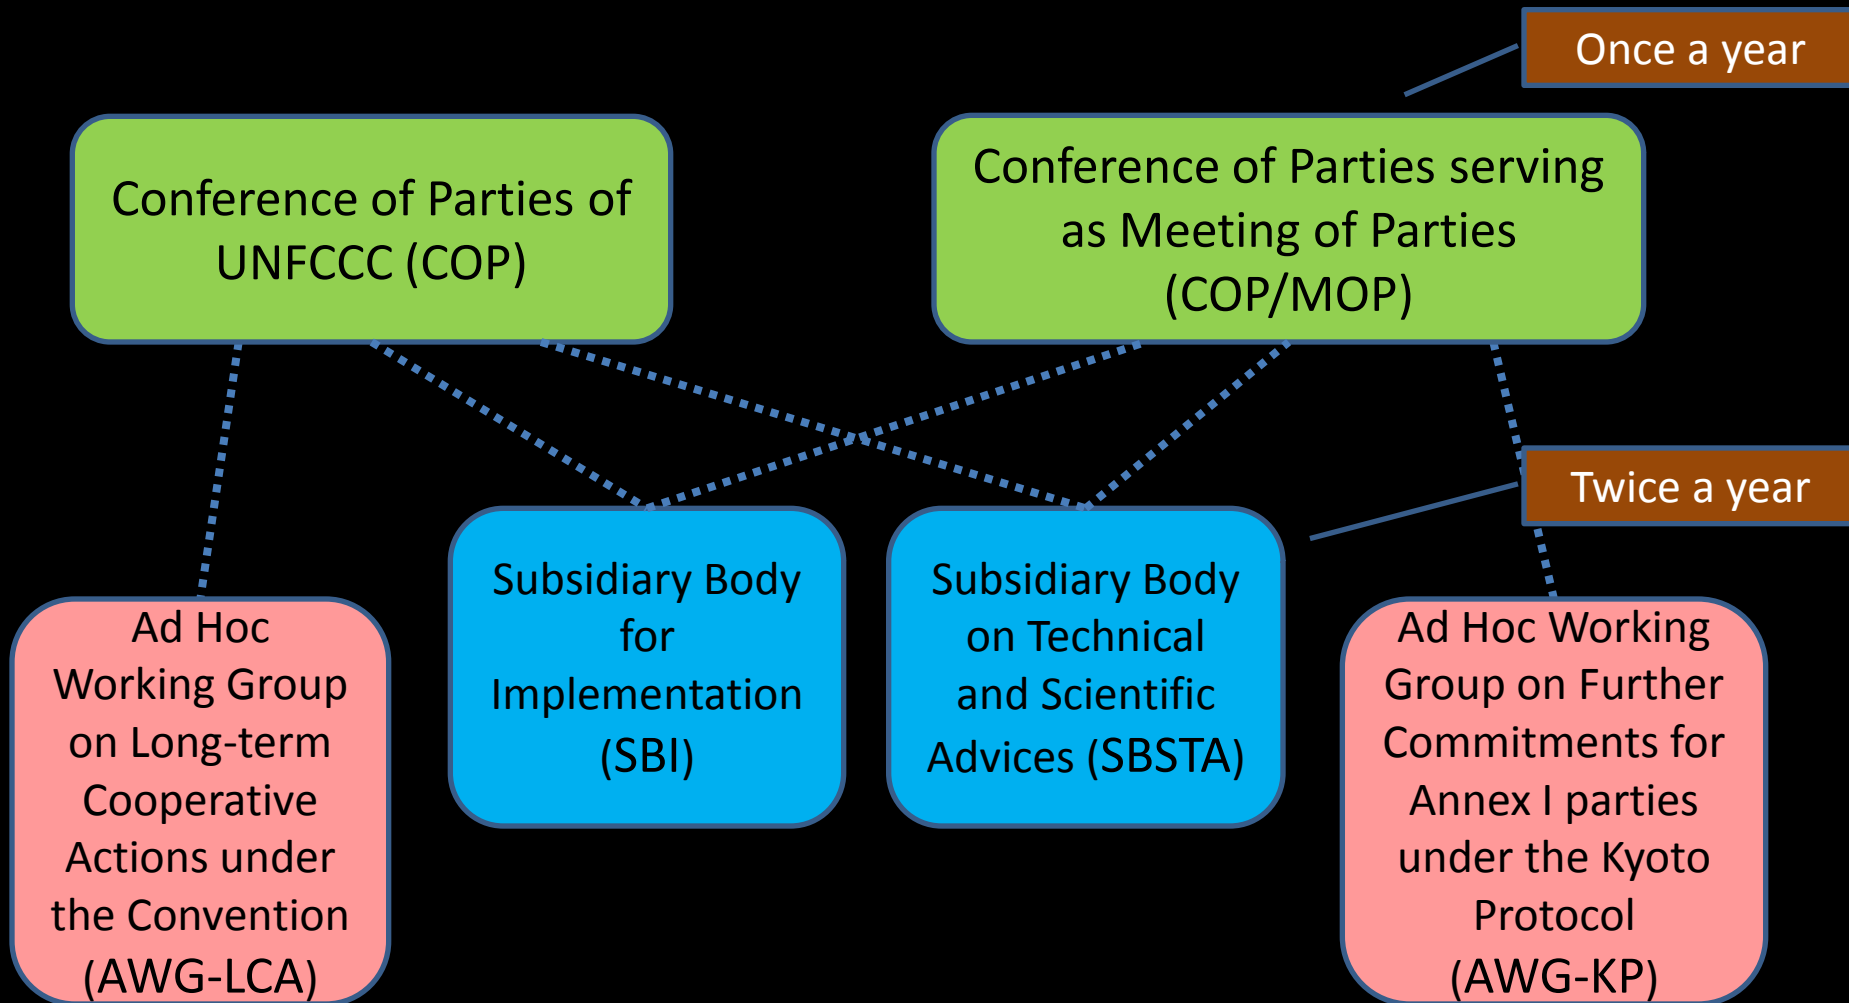 Once a year
Conference of Parties of
UNFCCC (COP)
Conference of Parties serving
as Meeting of Parties
(COP/MOP)
Twice a year
Ad Hoc
Working Group
on Long-term
Cooperative
Actions under
the Convention
(AWG-LCA)
Subsidiary Body
for
Implementation
(SBI)
Subsidiary Body
on Technical
and Scientific
Advices (SBSTA)
Ad Hoc Working
Group on Further
Commitments for
Annex I parties
under the Kyoto
Protocol
(AWG-KP)